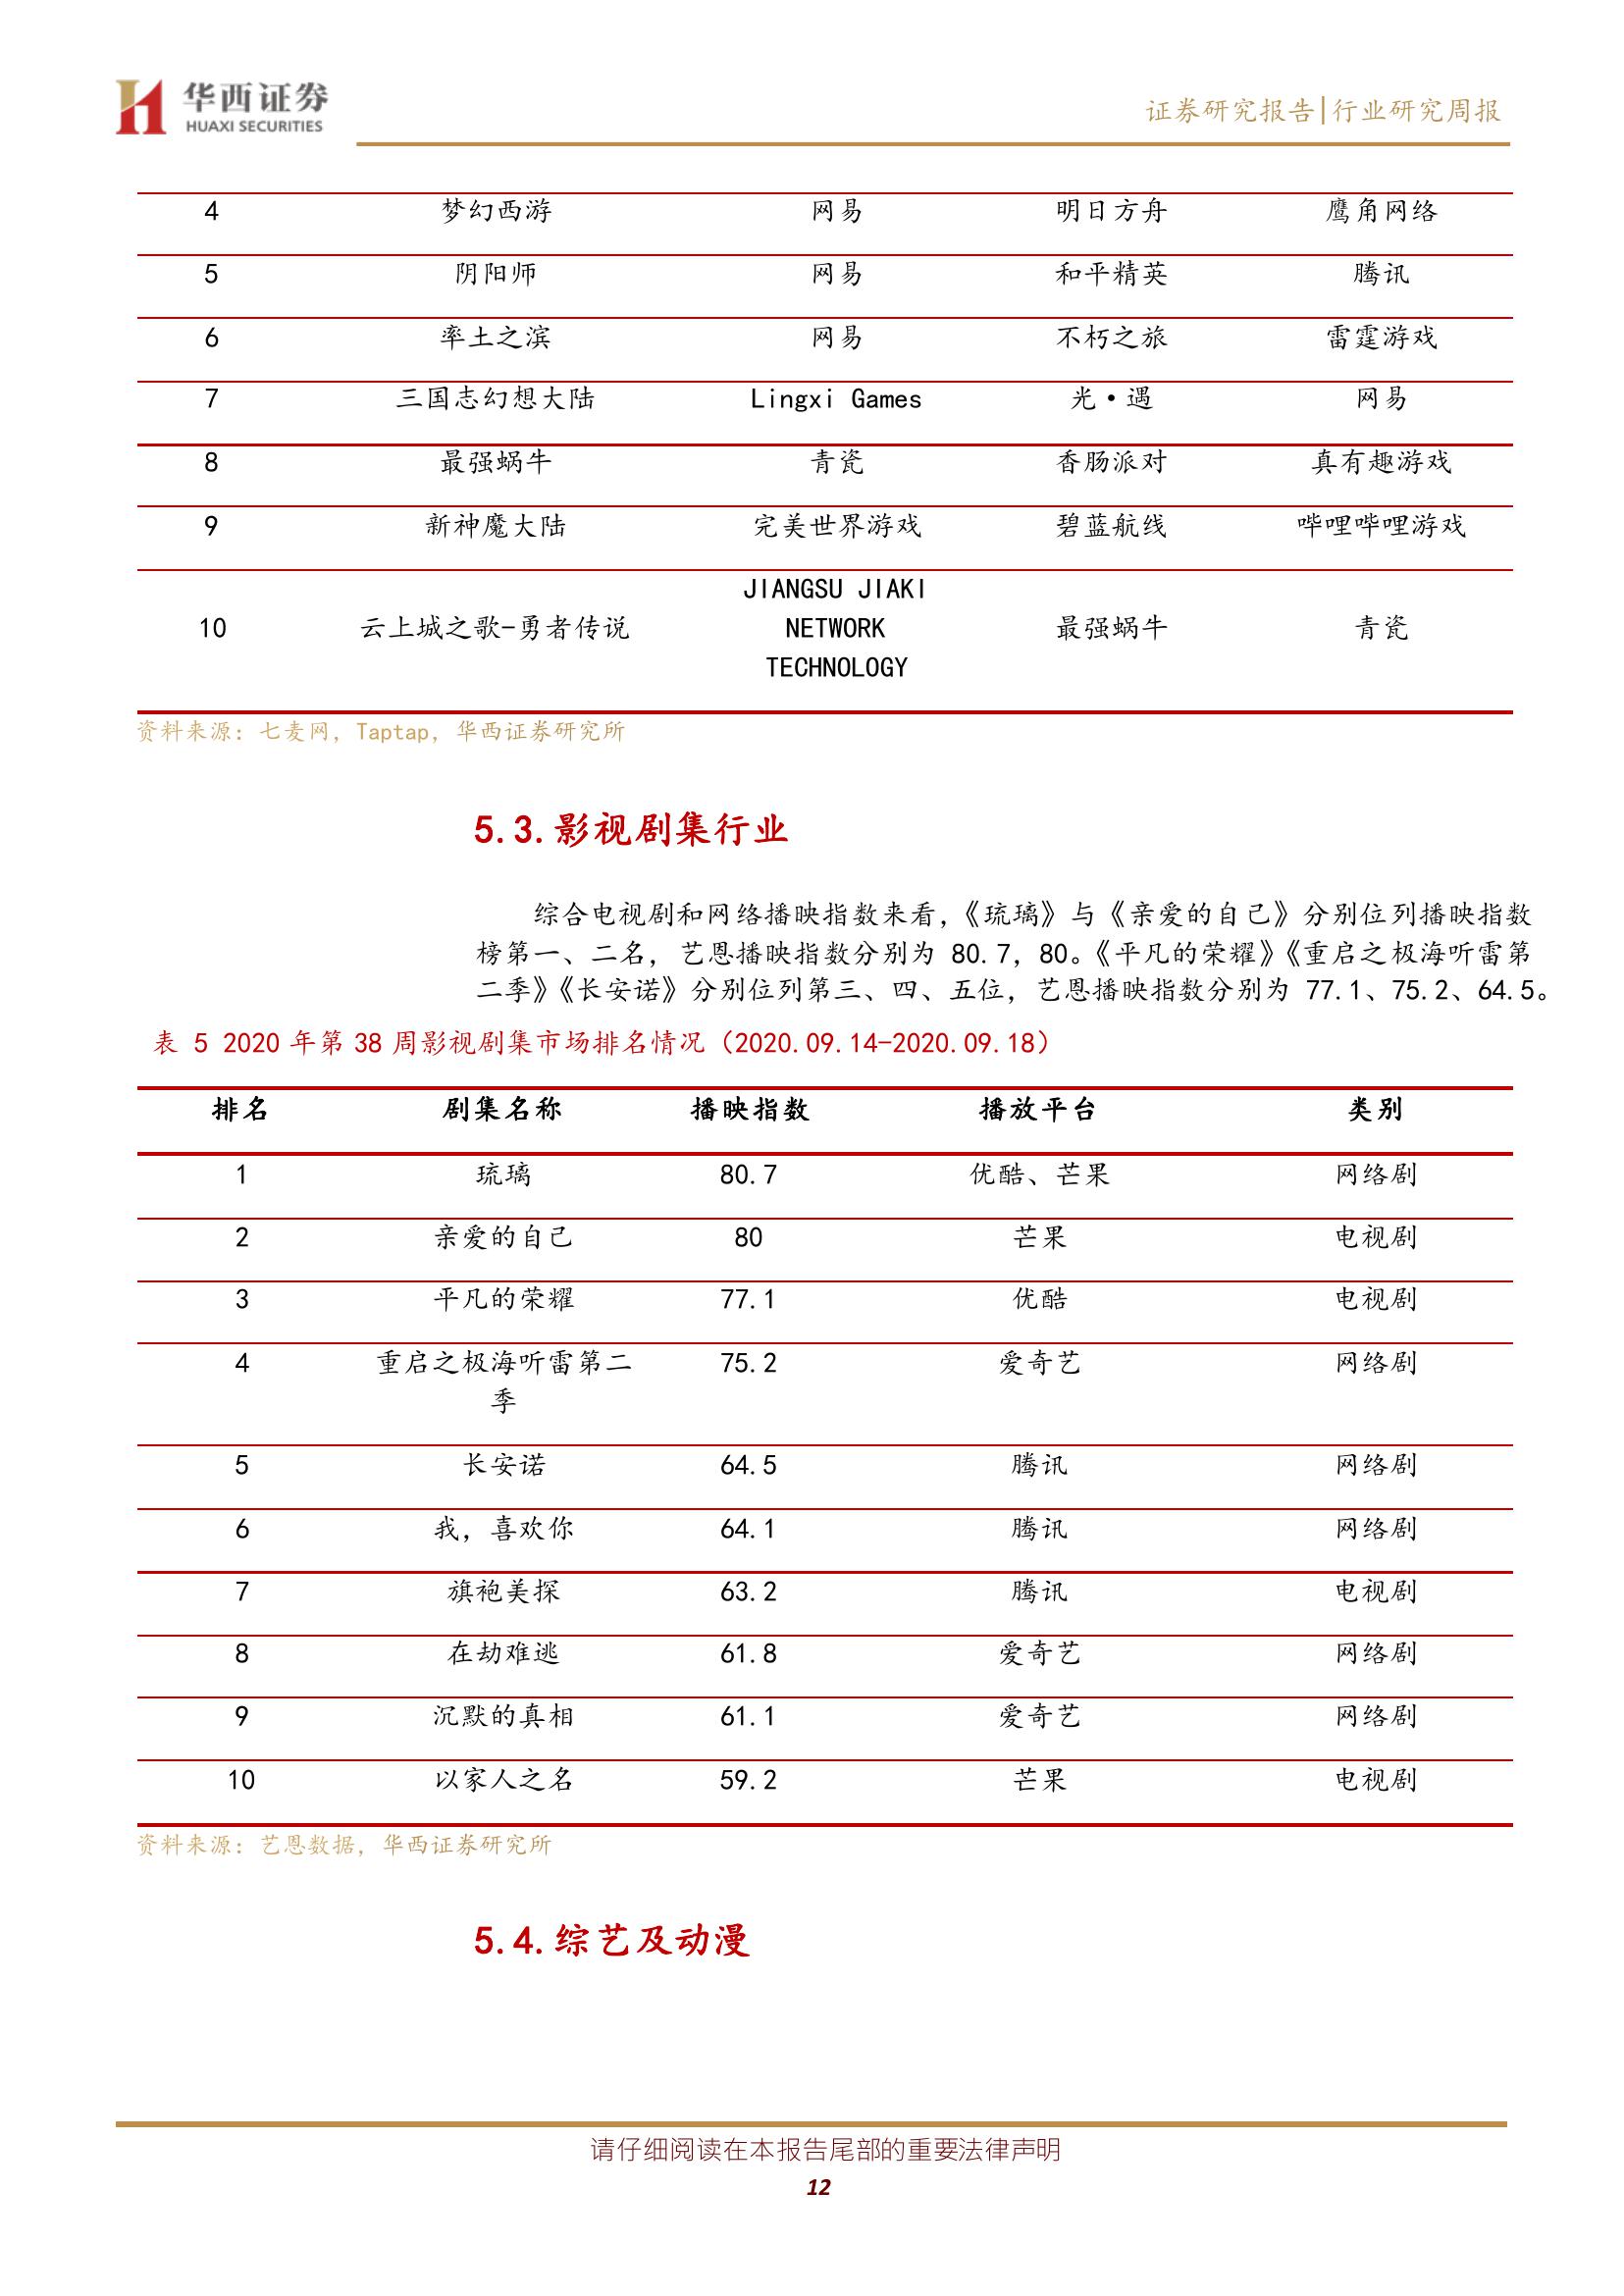 华西证券
HUAXI SECURITIES
证券研究报告|行业研究周报
4 梦幻西游 网易 明日方舟 鹰角网络
5 阴阳师 网易 和平精英 腾讯
6 率土之滨 网易 不朽之旅 雷霆游戏
7 三国志幻想大陆 Lingxi Games 光·遇 网易
8 最强蜗牛 青瓷 香肠派对 真有趣游戏
9 新神魔大陆 完美世界游戏 碧蓝航线 哔哩哔哩游戏
JIANGSU JIAKI
10 云上城之歌-勇者传说 NETWORK 最强蜗牛 青瓷
TECHNOLOGY
资料来源：七麦网，Taptap，华西证券研究所
5.3.影视剧集行业
综合电视剧和网络播映指数来看，《琉璃》与《亲爱的自己》分别位列播映指数
榜第一、二名，艺恩播映指数分别为 80.7，80。《平凡的荣耀》《重启之极海听雷第
二季》《长安诺》分别位列第三、四、五位，艺恩播映指数分别为 77.1、75.2、64.5。
表 5 2020 年第 38 周影视剧集市场排名情况（2020.09.14-2020.09.18）
排名 剧集名称 播映指数 播放平台 类别
1 琉璃 80.7 优酷、芒果 网络剧
2 亲爱的自己 80 芒果 电视剧
3 平凡的荣耀 77.1 优酷 电视剧
4 重启之极海听雷第二 75.2 爱奇艺 网络剧
季
5 长安诺 64.5 腾讯 网络剧
6 我，喜欢你 64.1 腾讯 网络剧
7 旗袍美探 63.2 腾讯 电视剧
8 在劫难逃 61.8 爱奇艺 网络剧
9 沉默的真相 61.1 爱奇艺 网络剧
10 以家人之名 59.2 芒果 电视剧
资料来源：艺恩数据，华西证券研究所
5.4.综艺及动漫
请仔细阅读在本报告尾部的重要法律声明
12